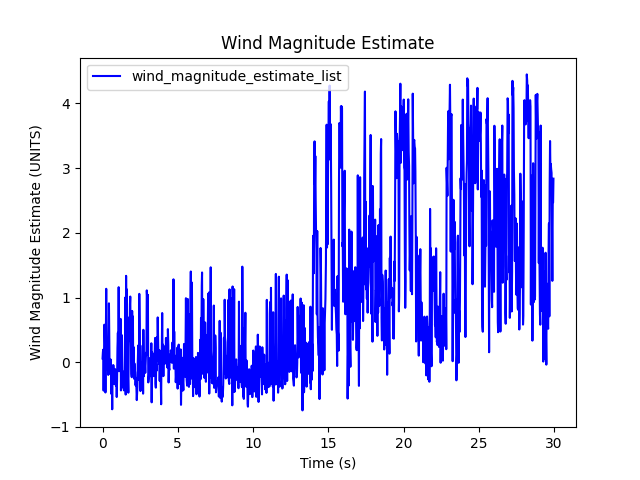 Wind Magnitude Estimate
wind_magnitude_estimate_list
Wind Magnitude Estimate (UNITS)
4
3
2
1
0
−1
0 5 10 15 20 25 30
Time (s)